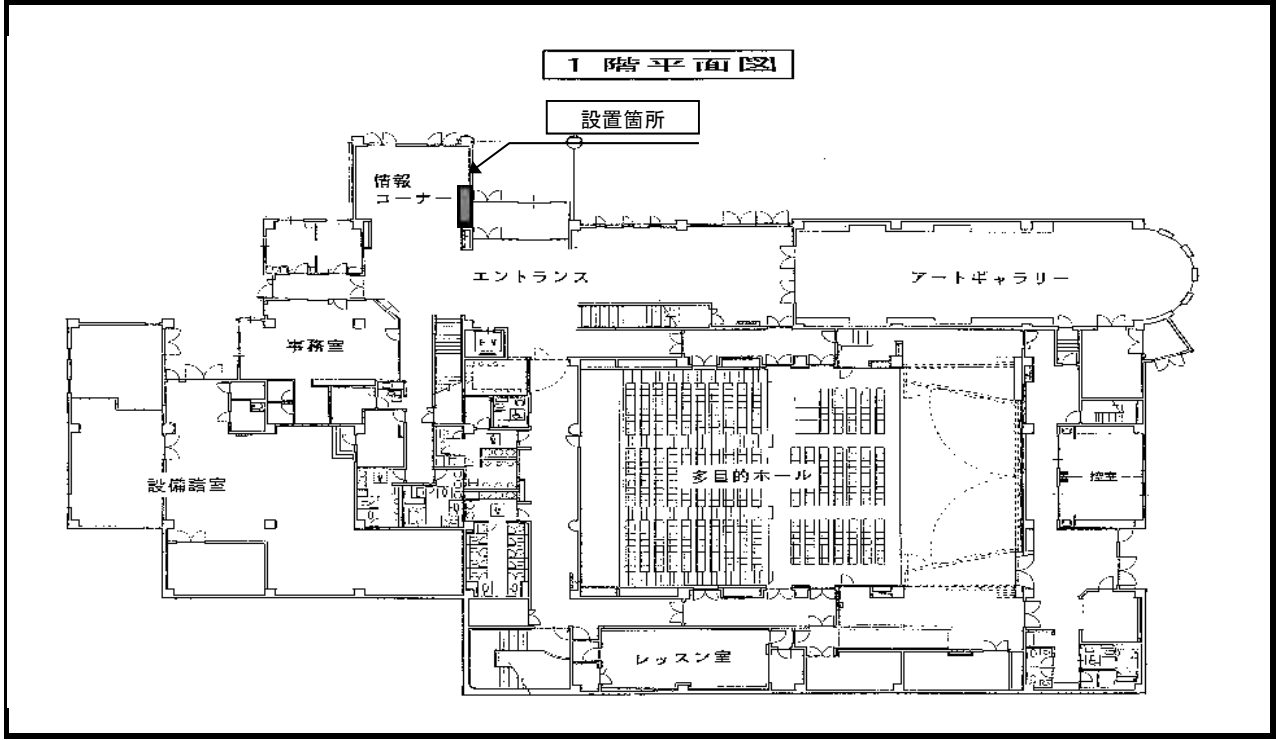 1階平面図
設置箇所
情報
コーナー
エントランス
アートギャラリー
事務室
EV
設備諸室
多目的ホール
控室
レッスン室